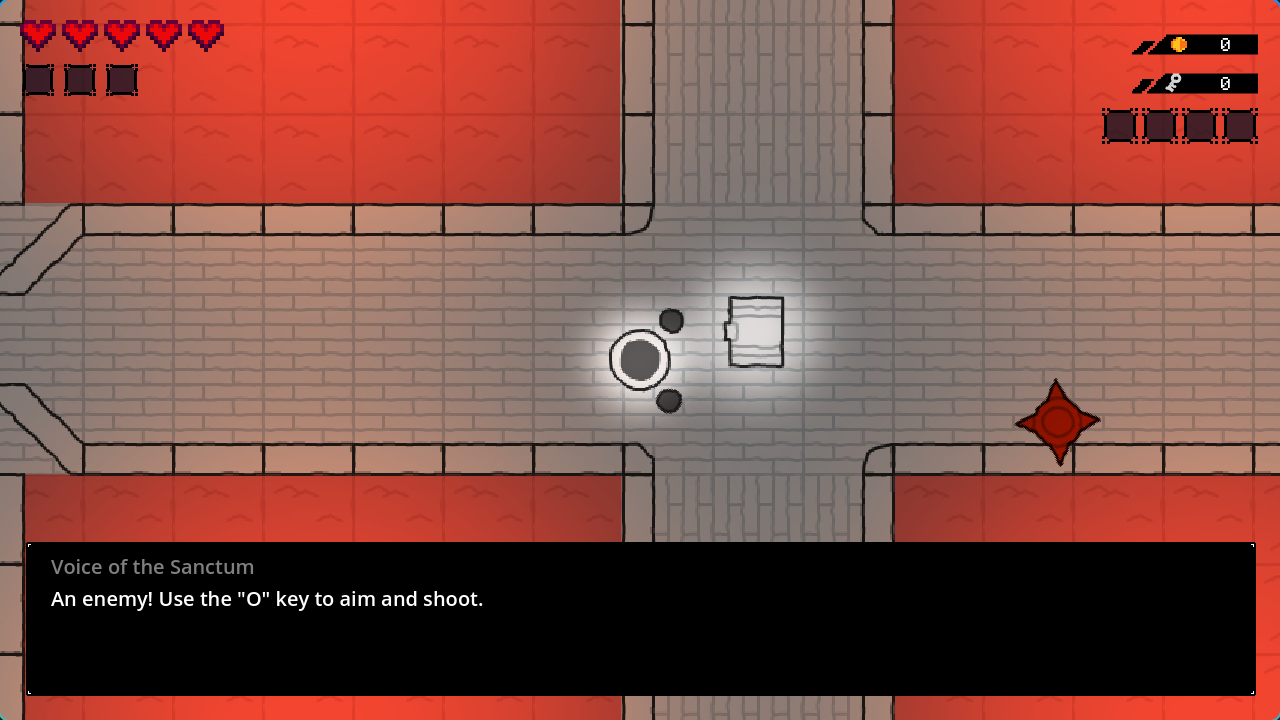 0
0
Voice of the Sanctum
An enemy! Use the "O" key to aim and shoot.